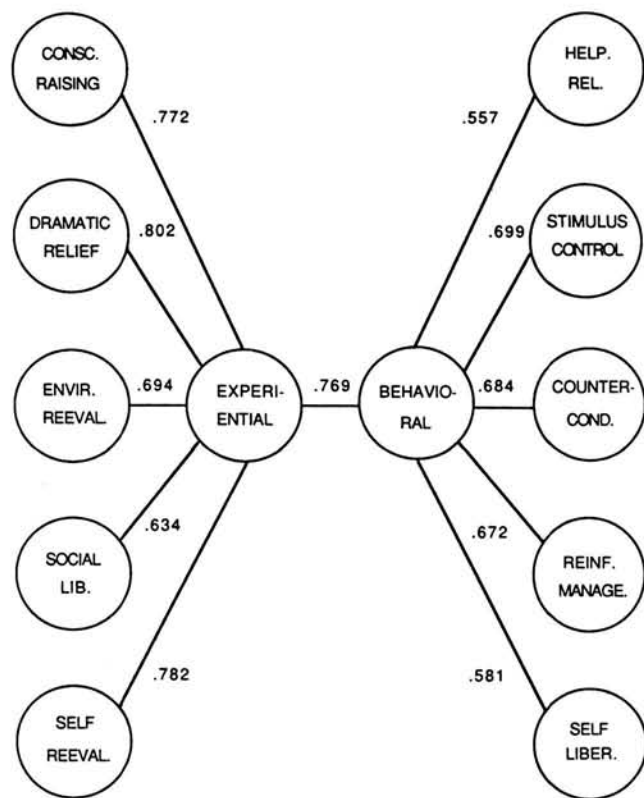 CONSC.
RAISING
HELP.
REL.
.772
.557
DRAMATIC
RELIEF
.802
.699
STIMULUS
CONTROL
ENVIR.
REEVAL.
.694
EXPERI-
ENTIAL
.769
BEHAVIO-
RAL
.684
COUNTER-
COND.
SOCIAL
LIB.
.634
.672
REINF.
MANAGE.
.782
.581
SELF
REEVAL.
SELF
LIBER.